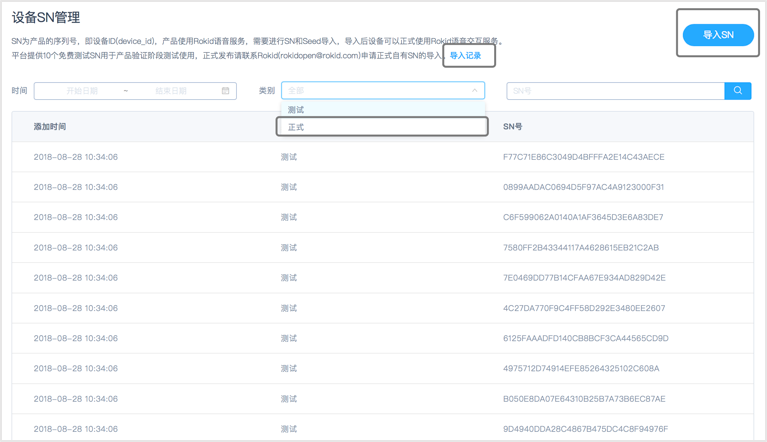 设备SN管理
导入SN
SN为产品的序列号，即设备ID(device_id)，产品使用Rokid语音服务，需要进行SN和Seed导入，导入后设备可以正式使用Rokid语音交互服务。
平台提供10个免费测试SN用于产品验证阶段测试使用，正式发布请联系Rokid(rokidopen@rokid.com)申请正式自有SN的导入。 导入记录
时间 开始日期 ~ 结束日期 类别 全部 SN号
测试
正式
添加时间 SN号
2018-08-28 10:34:06 测试 F77C71E86C3049D4BFFFA2E14C43AECE
2018-08-28 10:34:06 测试 0899AADAC0694D5F97AC4A9123000F31
2018-08-28 10:34:06 测试 C6F599062A0140A1AF3645D3E6A83DE7
2018-08-28 10:34:06 测试 7580FF2B43344117A4628615EB21C2AB
2018-08-28 10:34:06 测试 7E0469DD77B14CFAA67E934AD829D42E
2018-08-28 10:34:06 测试 4C27DA770F9C4FF58D292E3480EE2607
2018-08-28 10:34:06 测试 6125FAAADFD140CB8BCF3CA44565CD9D
2018-08-28 10:34:06 测试 4975712D74914EFE85264325102C608A
2018-08-28 10:34:06 测试 B050E8DA07E64310B25B7A73B6EC87AE
2018-08-28 10:34:06 测试 9D4940DDA28C4867B475DC4C8F94976F